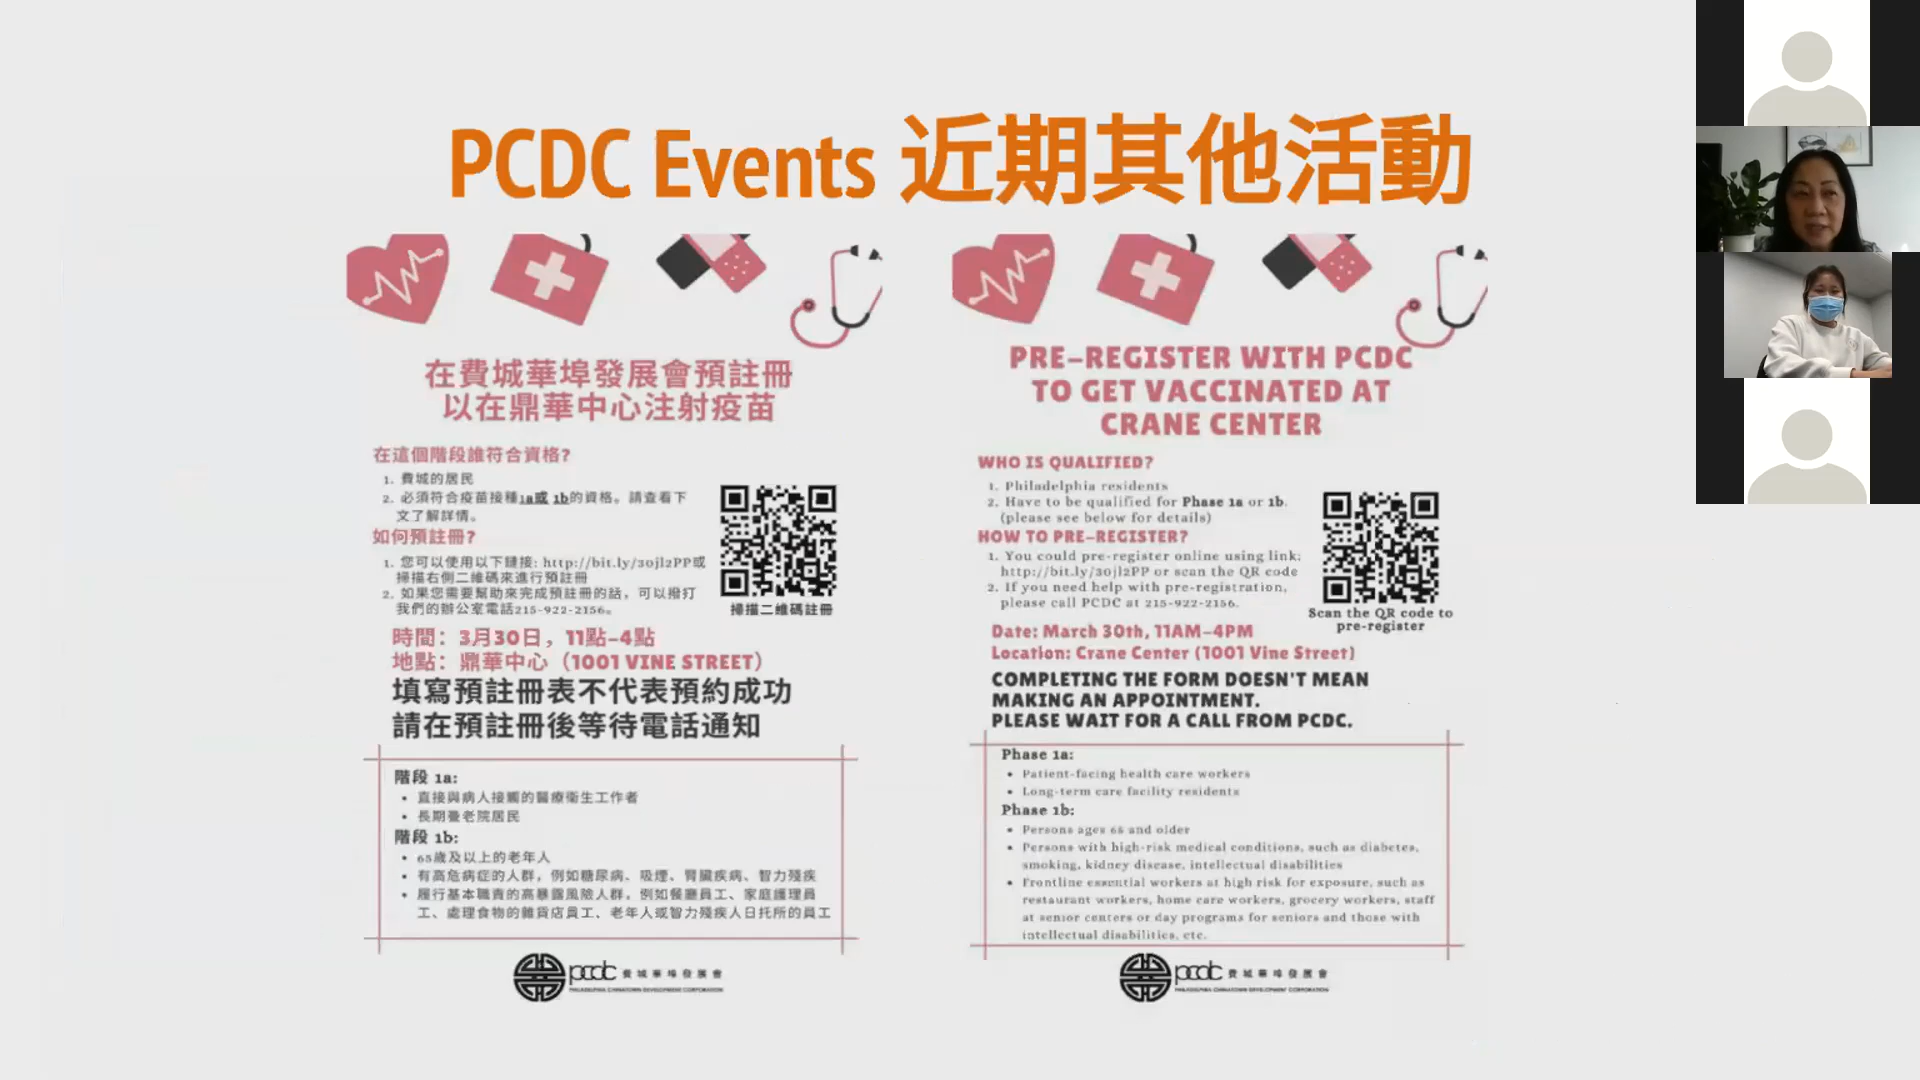 PCDC Events 近期其他活動
在費城華埠發展會預註冊
以在鼎華中心注射疫苗
在這個階段誰符合資格?
1. 費城的居民
2. 必須符合疫苗接種1a或 1b的資格。請查看下
文了解詳情。
如何預註冊?
1. 您可以使用以下鏈接: http://bit.ly/30jl2PP或
掃描右側二維碼來進行預註冊
2. 如果您需要幫助來完成預註冊的話，可以撥打
我們的辦公室電話215-922-2156。
掃描二維碼註冊
時間：3月30日，11點-4點
地點：鼎華中心（1001 VINE STREET）
填寫預註冊表不代表預約成功
請在預註冊後等待電話通知
階段 1a:
• 直接與病人接觸的醫療衛生工作者
• 長期養老院居民
階段 1b:
• 65歲及以上的老年人
• 有高危病症的人群，例如糖尿病、吸煙、腎臟疾病、智力殘疾
• 履行基本職責的高暴露風險人群，例如餐廳員工、家庭護理員
工、處理食物的雜貨店員工、老年人或智力殘疾人日托所的員工
pcdc 費城華埠發展會
PHILADELPHIA CHINATOWN DEVELOPMENT CORPORATION
PRE-REGISTER WITH PCDC
TO GET VACCINATED AT
CRANE CENTER
WHO IS QUALIFIED?
1. Philadelphia residents
2. Have to be qualified for Phase 1a or 1b.
(please see below for details)
HOW TO PRE-REGISTER?
1. You could pre-register online using link:
http://bit.ly/30jl2PP or scan the QR code
2. If you need help with pre-registration,
please call PCDC at 215-922-2156.
Scan the QR code to
pre-register
Date: March 30th, 11AM-4PM
Location: Crane Center (1001 Vine Street)
COMPLETING THE FORM DOESN'T MEAN
MAKING AN APPOINTMENT.
PLEASE WAIT FOR A CALL FROM PCDC.
Phase 1a:
• Patient-facing health care workers
• Long-term care facility residents
Phase 1b:
• Persons ages 65 and older
• Persons with high-risk medical conditions, such as diabetes,
smoking, kidney disease, intellectual disabilities
• Frontline essential workers at high risk for exposure, such as
restaurant workers, home care workers, grocery workers, staff
at senior centers or day programs for seniors and those with
intellectual disabilities, etc.
pcdc 費城華埠發展會
PHILADELPHIA CHINATOWN DEVELOPMENT CORPORATION